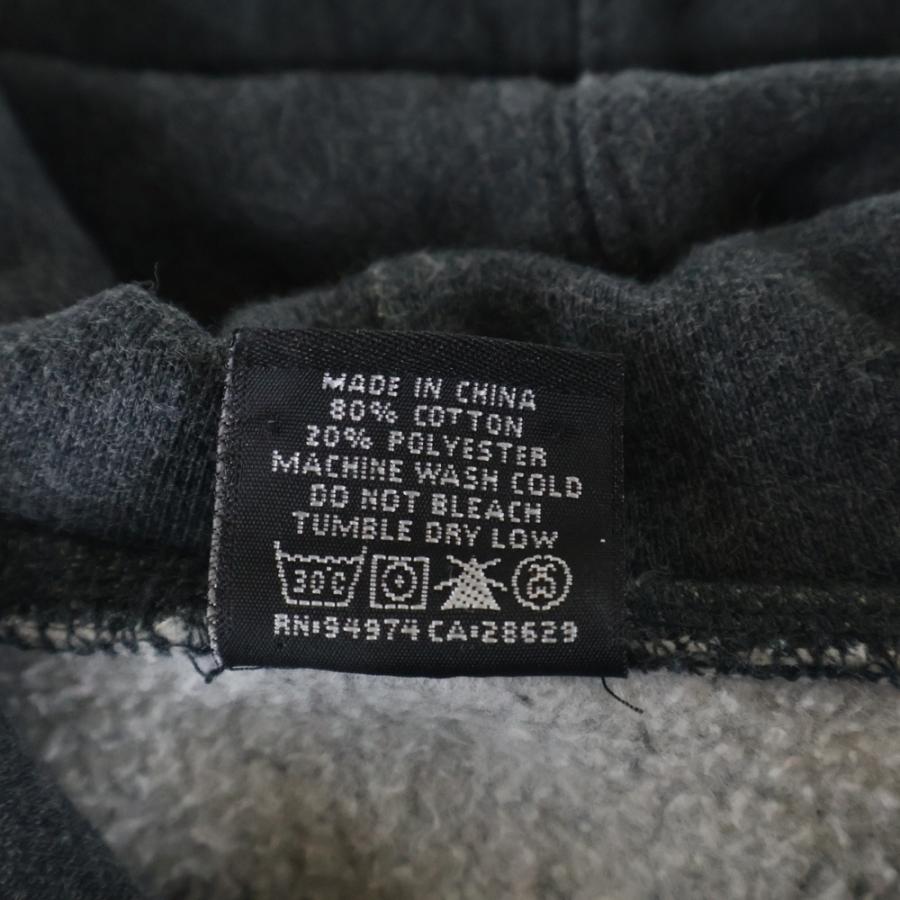 MADE IN CHINA
80% COTTON
20% POLYESTER
MACHINE WASH COLD
DO NOT BLEACH
TUMBLE DRY LOW
30°C
RN:94974 CA:28629